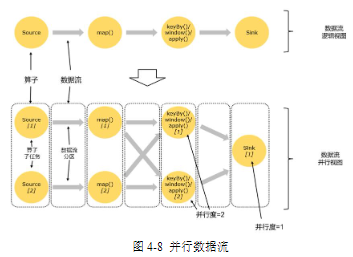 Source
map()
keyBy()/
window()/
apply()
Sink
数据流
逻辑视图
算子
数据流
Source
[1]
map()
[1]
keyBy()/
window()/
apply()
[1]
算子
子任务
数据流
分区
Sink
[1]
数据流
并行视图
Source
[2]
map()
[2]
keyBy()/
window()/
apply()
[2]
并行度=2
并行度=1
图 4-8 并行数据流